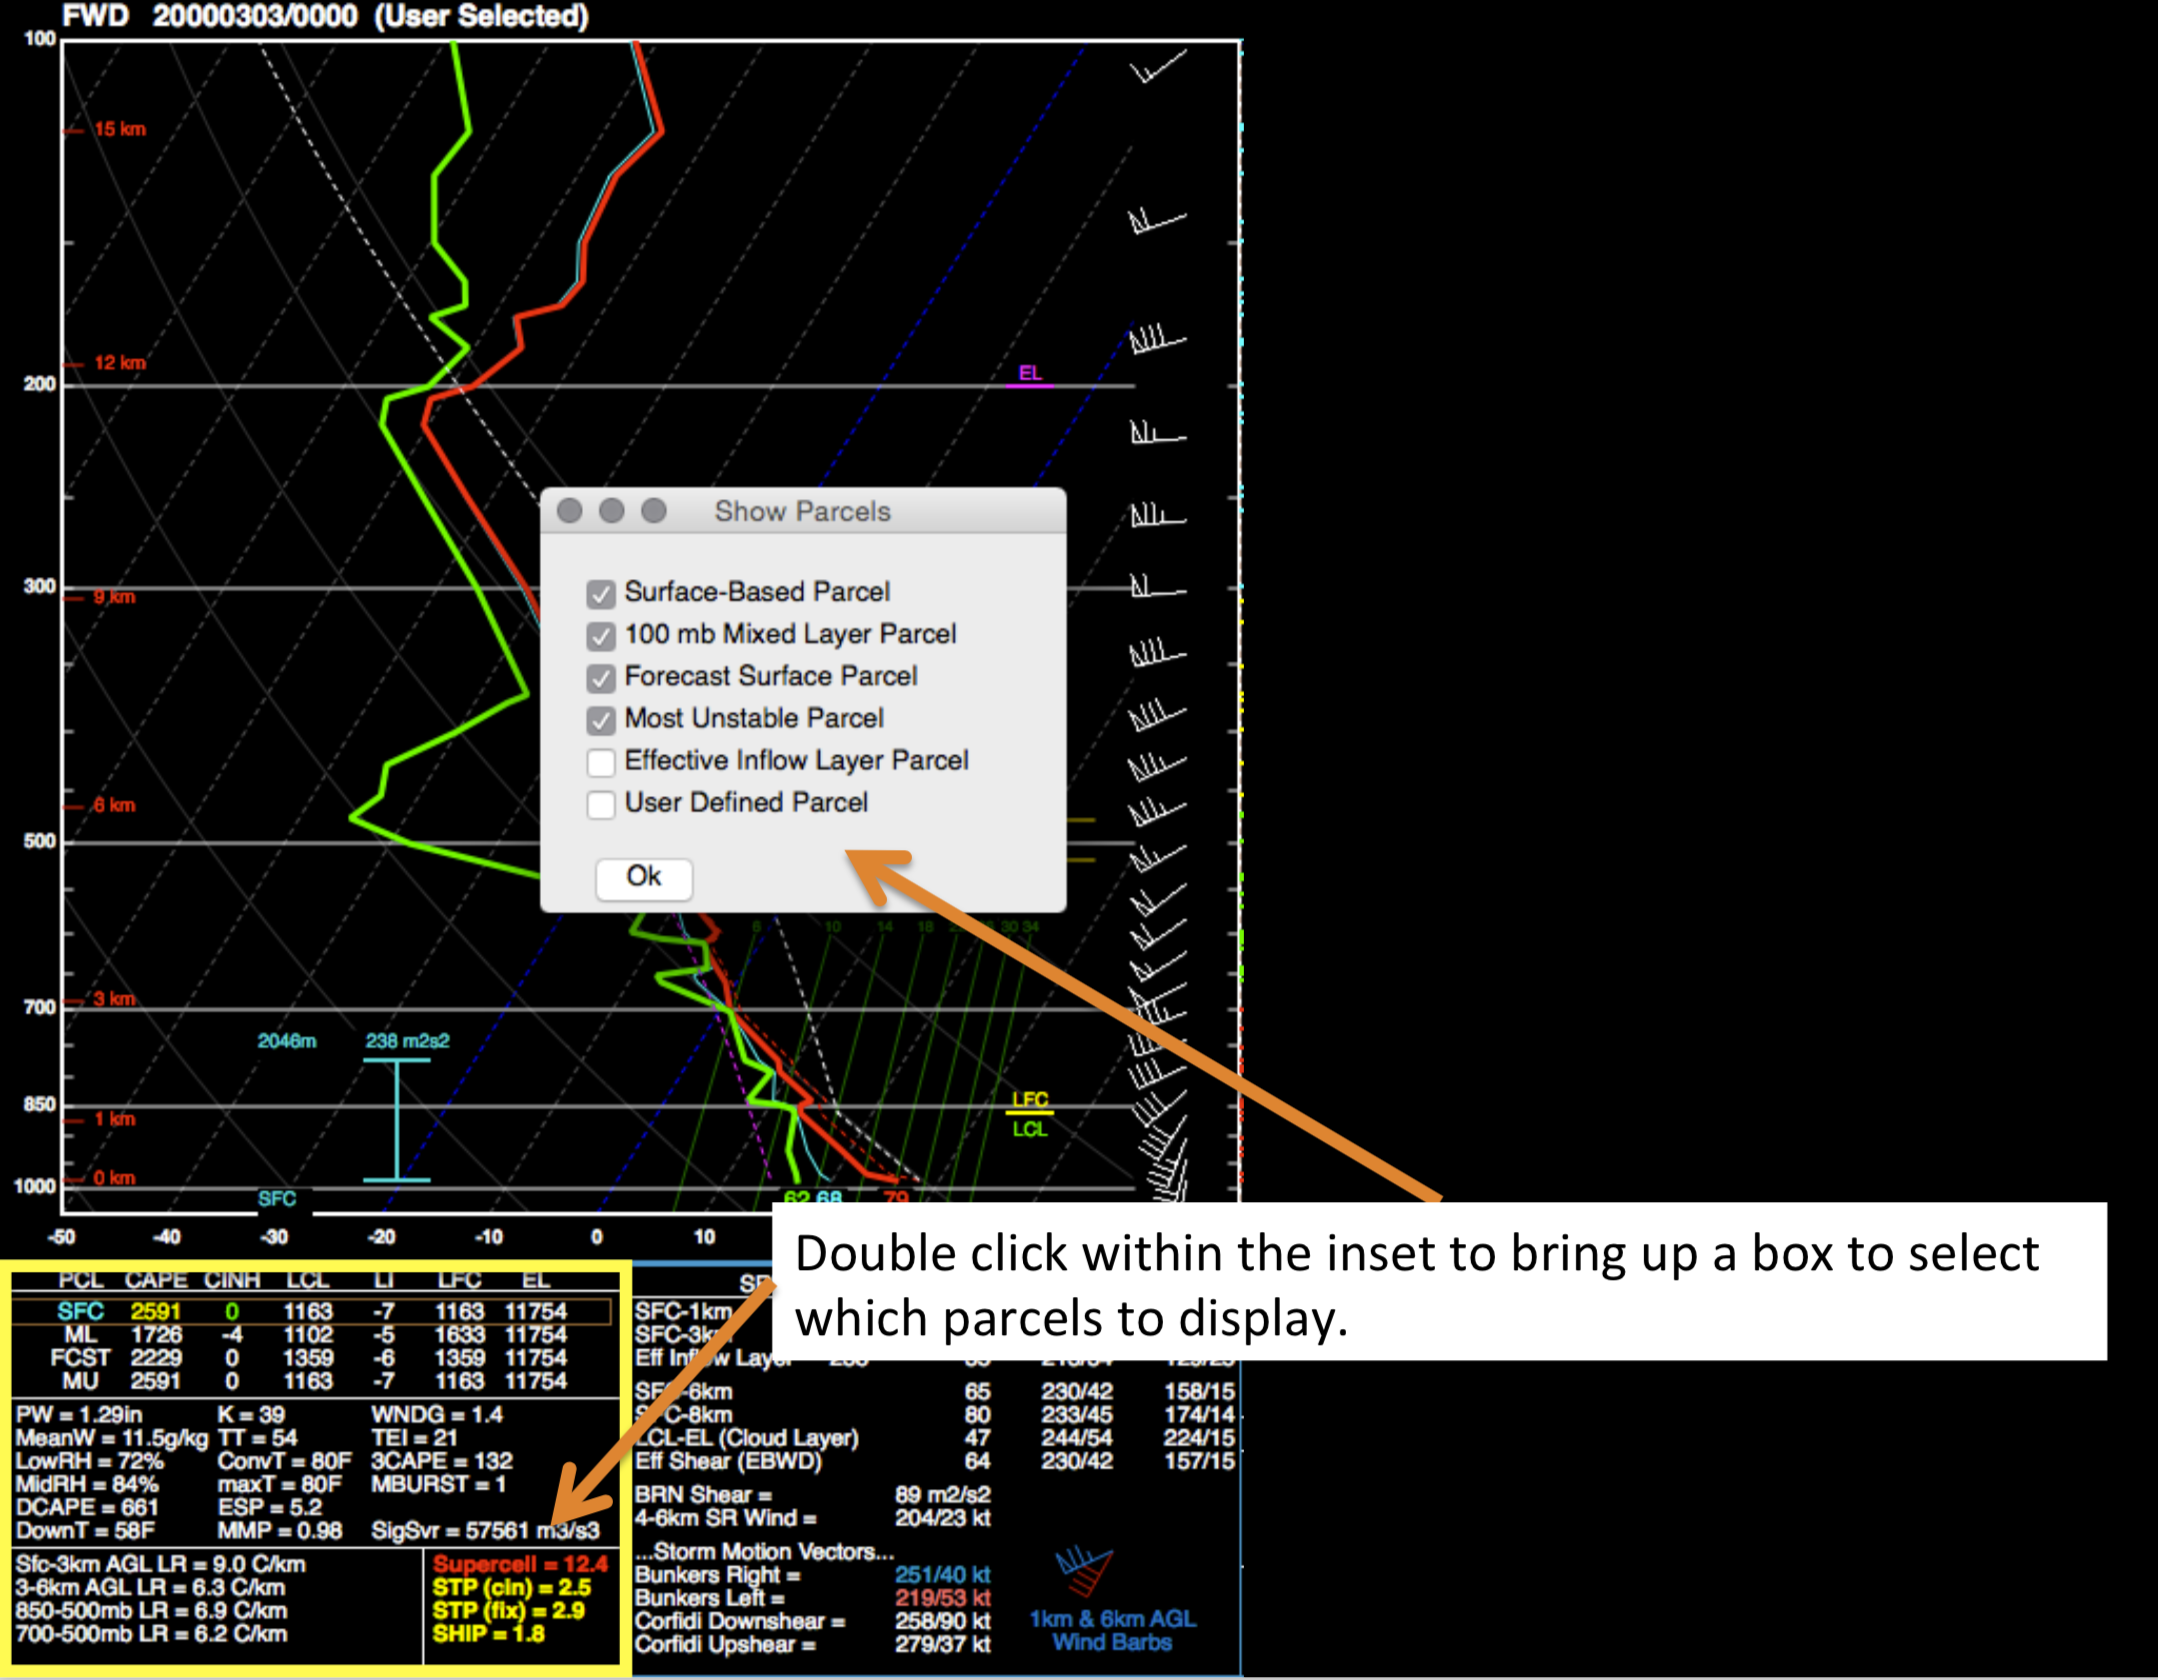 FWD 20000303/0000 (User Selected)
100
15 km
12 km
200
EL
Show Parcels
300
9 km
Surface-Based Parcel
100 mb Mixed Layer Parcel
Forecast Surface Parcel
Most Unstable Parcel
Effective Inflow Layer Parcel
User Defined Parcel
6 km
500
Ok
6 10 14 18 30 34
700
3 km
2046m 238 m2s2
850
LFC
1 km
LCL
0 km
1000
SFC
62 68 79
-50 -40 -30 -20 -10 0 10
Double click within the inset to bring up a box to select
which parcels to display.
PCL CAPE CINH LCL LI LFC EL
SFC 2591 0 1163 -7 1163 11754
ML 1726 -4 1102 -5 1633 11754
FCST 2229 0 1359 -6 1359 11754
MU 2591 0 1163 -7 1163 11754
PW = 1.29in K = 39 WNDG = 1.4
MeanW = 11.5g/kg TT = 54 TEI = 21
LowRH = 72% ConvT = 80F 3CAPE = 132
MidRH = 84% maxT = 80F MBURST = 1
DCAPE = 661 ESP = 5.2
DownT = 58F MMP = 0.98 SigSvr = 57561 m3/s3
Sfc-3km AGL LR = 9.0 C/km
3-6km AGL LR = 6.3 C/km
850-500mb LR = 6.9 C/km
700-500mb LR = 6.2 C/km
Supercell = 12.4
STP (cin) = 2.5
STP (fix) = 2.9
SHIP = 1.8
SFC-1km
SFC-3km
Eff Inflow Layer
SFC-6km 65 230/42 158/15
SFC-8km 80 233/45 174/14
LCL-EL (Cloud Layer) 47 244/54 224/15
Eff Shear (EBWD) 64 230/42 157/15
BRN Shear = 89 m2/s2
4-6km SR Wind = 204/23 kt
...Storm Motion Vectors...
Bunkers Right = 251/40 kt
Bunkers Left = 219/53 kt
Corfidi Downshear = 258/90 kt
Corfidi Upshear = 279/37 kt
1km & 6km AGL
Wind Barbs